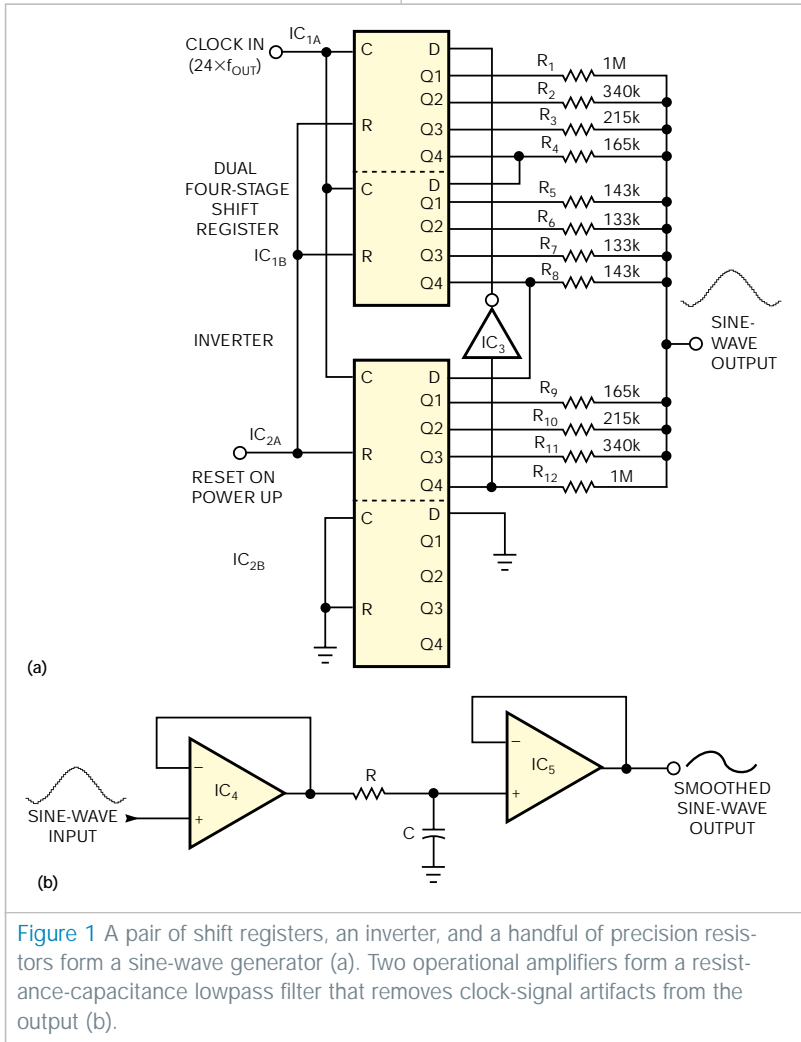 IC1A
CLOCK IN
(24×fOUT)
C
D
Q1
R1
1M
Q2
R2
340k
R
Q3
R3
215k
Q4
R4
165k
DUAL
FOUR-STAGE
SHIFT
REGISTER
C
D
Q1
R5
143k
Q2
R6
133k
IC1B
R
Q3
R7
133k
Q4
R8
143k
INVERTER
IC3
SINE-
WAVE
OUTPUT
C
D
Q1
R9
165k
Q2
R10
215k
IC2A
R
Q3
R11
340k
RESET ON
POWER UP
Q4
R12
1M
C
D
Q1
IC2B
Q2
R
Q3
Q4
(a)
SINE-WAVE
INPUT
−
+
IC4
R
C
−
+
IC5
SMOOTHED
SINE-WAVE
OUTPUT
(b)
Figure 1 A pair of shift registers, an inverter, and a handful of precision resis-
tors form a sine-wave generator (a). Two operational amplifiers form a resist-
ance-capacitance lowpass filter that removes clock-signal artifacts from the
output (b).